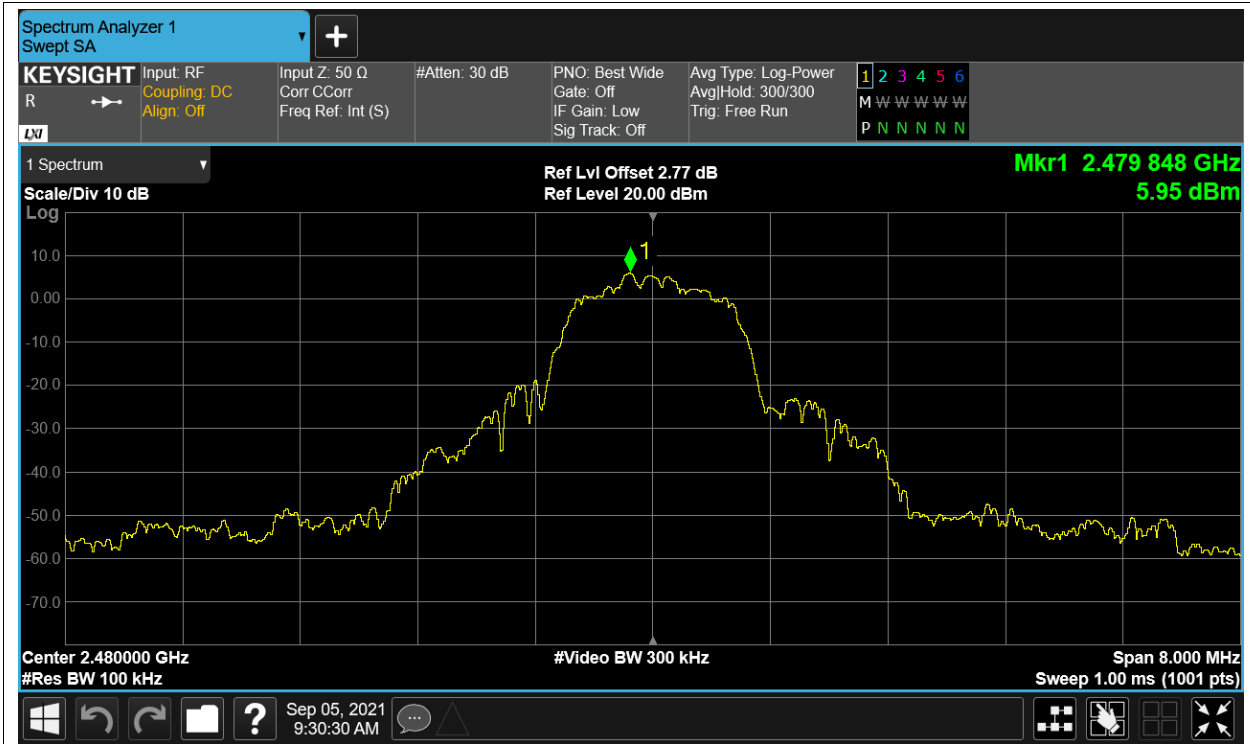 Spectrum Analyzer 1
Swept SA
+
KEYSIGHT
R
LXI
Input: RF
Coupling: DC
Align: Off
Input Z: 50 Ω
Corr CCorr
Freq Ref: Int (S)
#Atten: 30 dB
PNO: Best Wide
Gate: Off
IF Gain: Low
Sig Track: Off
Avg Type: Log-Power
Avg|Hold: 300/300
Trig: Free Run
1 2 3 4 5 6
M W W W W W
P N N N N N
1 Spectrum
Scale/Div 10 dB
Log
Ref Lvl Offset 2.77 dB
Ref Level 20.00 dBm
Mkr1 2.479 848 GHz
5.95 dBm
1
10.0
0.00
-10.0
-20.0
-30.0
-40.0
-50.0
-60.0
-70.0
Center 2.480000 GHz
#Res BW 100 kHz
#Video BW 300 kHz
Span 8.000 MHz
Sweep 1.00 ms (1001 pts)
?
Sep 05, 2021
9:30:30 AM